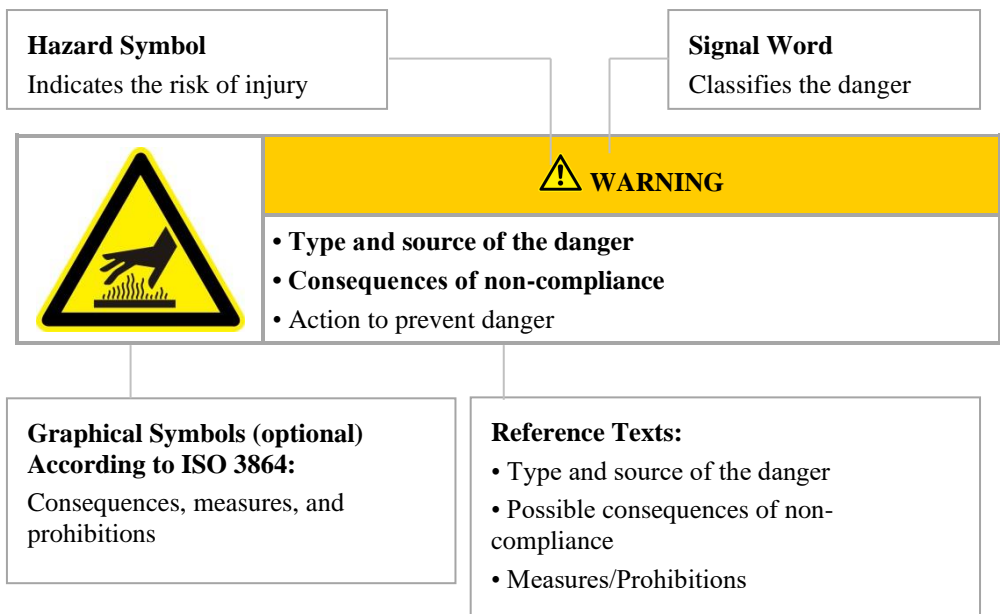 Hazard Symbol
Indicates the risk of injury
Signal Word
Classifies the danger
WARNING
• Type and source of the danger
• Consequences of non-compliance
• Action to prevent danger
Graphical Symbols (optional)
According to ISO 3864:
Consequences, measures, and
prohibitions
Reference Texts:
• Type and source of the danger
• Possible consequences of non-
compliance
• Measures/Prohibitions